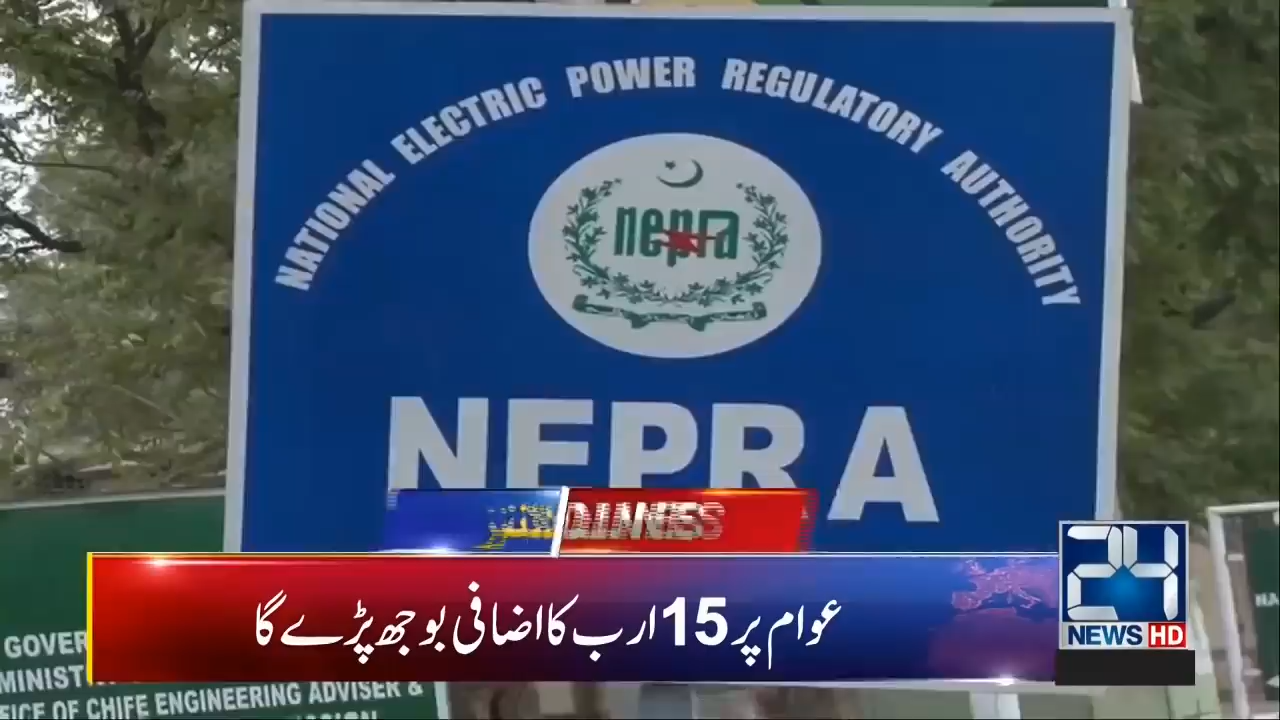 NATIONAL ELECTRIC POWER REGULATORY AUTHORITY
nepra
NEPRA
عوام پر 15 ارب کا اضافی بوجھ پڑے گا
24
NEWS HD
GOVER
MINIST
FICE OF CHIFE ENGINEERING ADVISER &